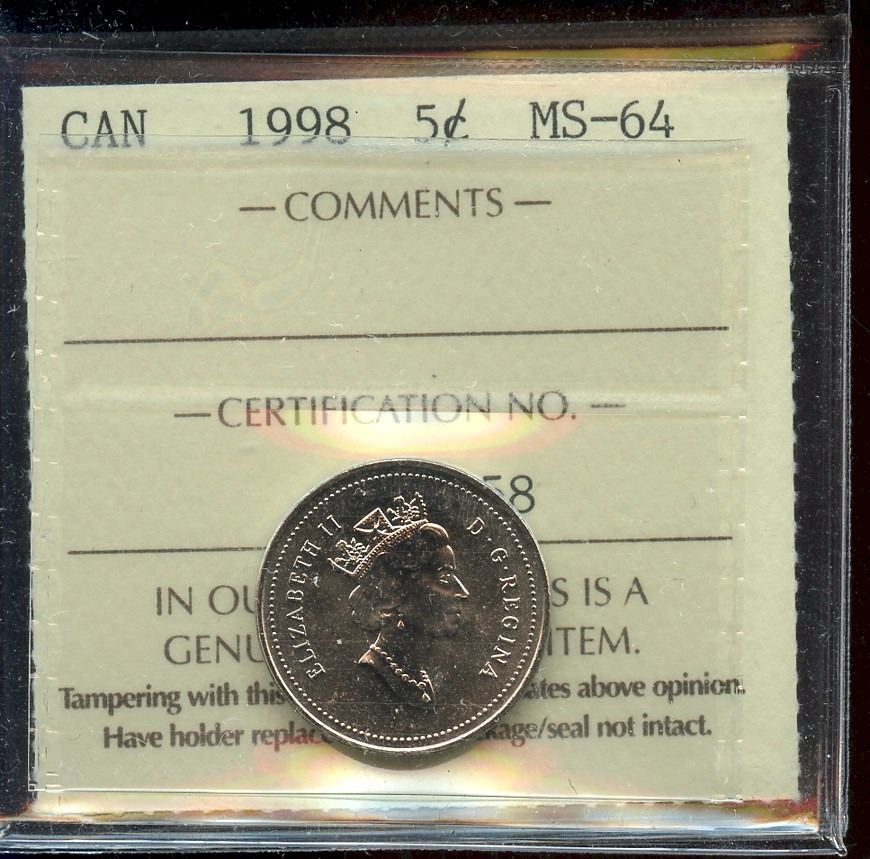 CAN 1998 5¢ MS-64
— COMMENTS —
— CERTIFICATION NO. —
58
ELIZABETH II D·G·REGINA
IN OU S IS A
GENU ITEM.
Tampering with this ates above opinion.
Have holder replac kage/seal not intact.